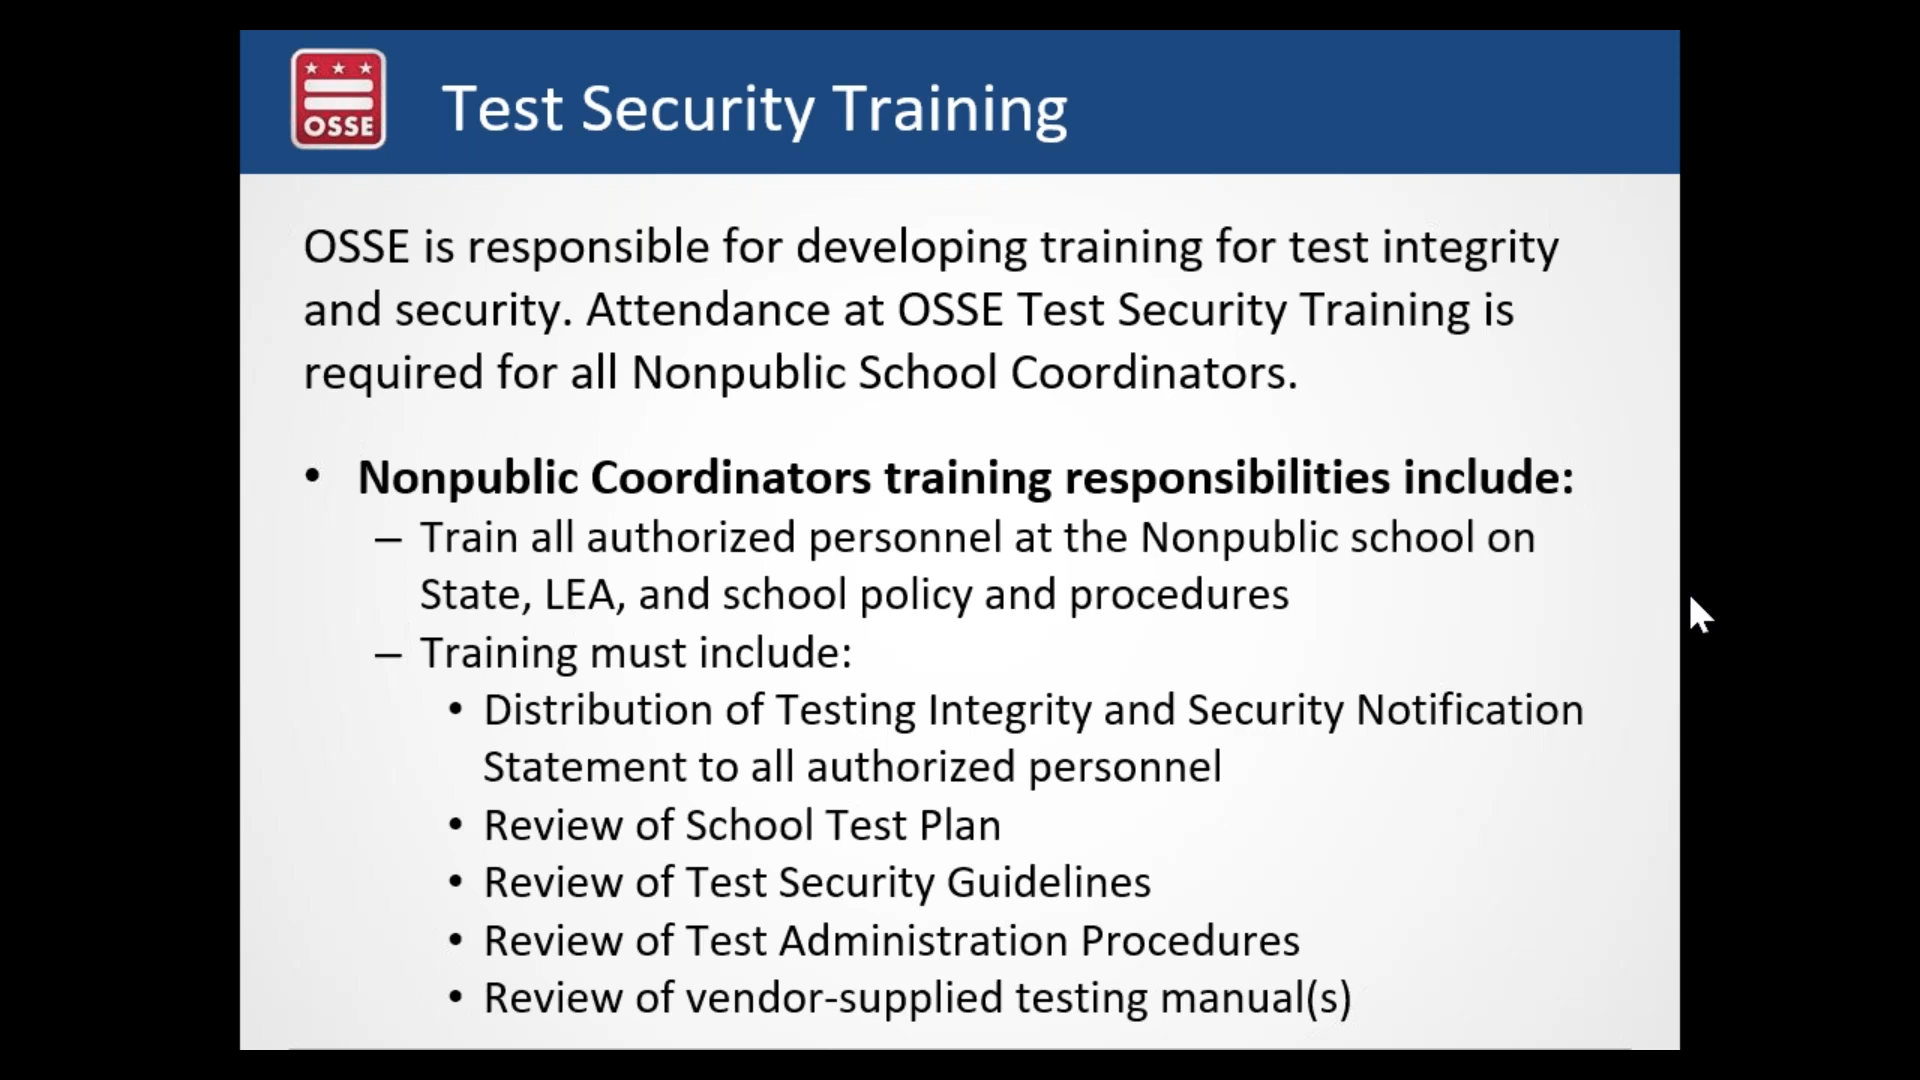 OSSE
Test Security Training
OSSE is responsible for developing training for test integrity
and security. Attendance at OSSE Test Security Training is
required for all Nonpublic School Coordinators.
• Nonpublic Coordinators training responsibilities include:
– Train all authorized personnel at the Nonpublic school on
State, LEA, and school policy and procedures
– Training must include:
• Distribution of Testing Integrity and Security Notification
Statement to all authorized personnel
• Review of School Test Plan
• Review of Test Security Guidelines
• Review of Test Administration Procedures
• Review of vendor-supplied testing manual(s)